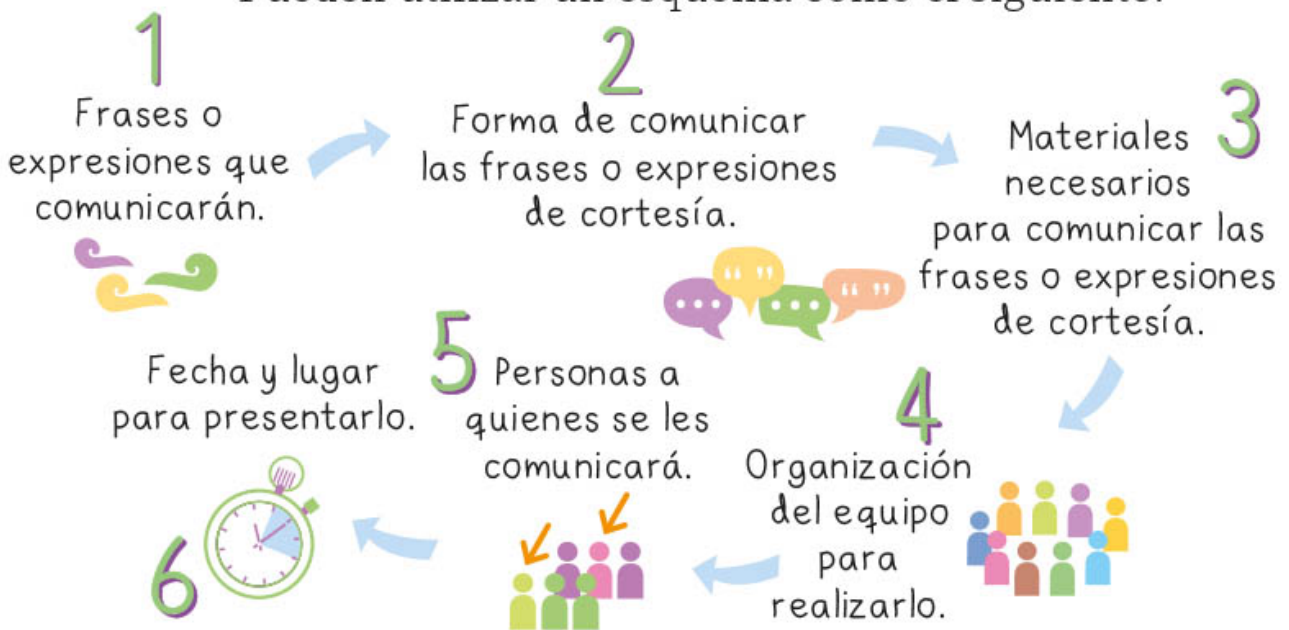 1
Frases o
expresiones que
comunicarán.
2
Forma de comunicar
las frases o expresiones
de cortesía.
3
Materiales
necesarios
para comunicar las
frases o expresiones
de cortesía.
4
Organización
del equipo
para
realizarlo.
5
Personas a
quienes se les
comunicará.
6
Fecha y lugar
para presentarlo.